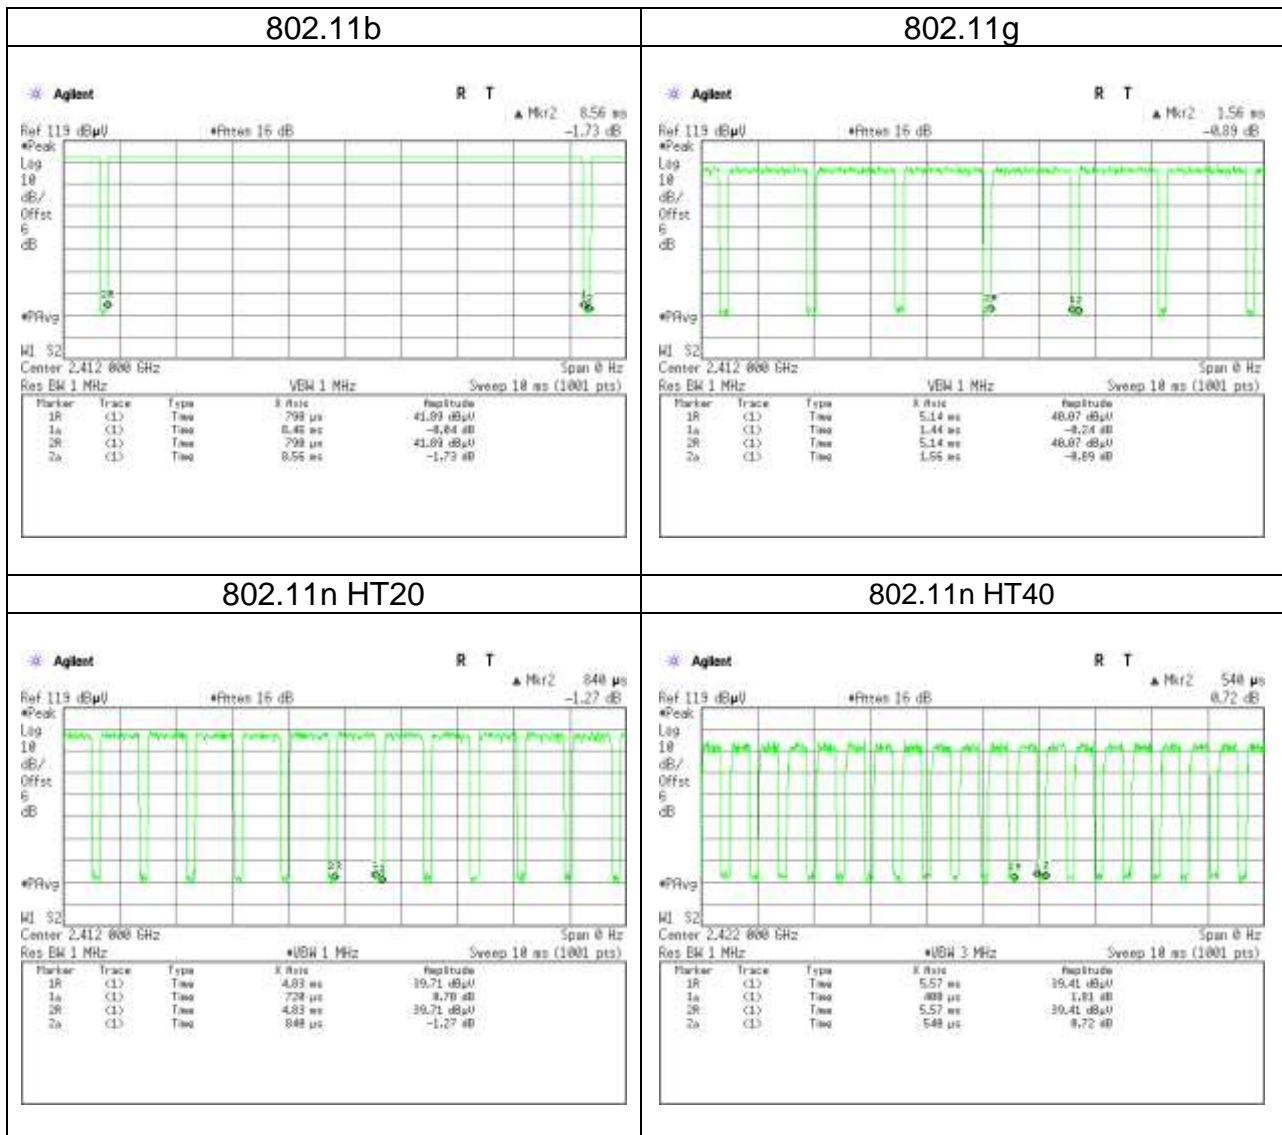 802.11b
802.11g
Agilent
R T
▲ Mkr2 8.56 ms
Ref 119 dBµV
#Atten 16 dB
-1.73 dB
#Peak
Log
10
dB/
Offst
6
dB
#PAvg
W1 S2
Center 2.412 000 GHz
Span 0 Hz
Res BW 1 MHz
VBW 1 MHz
Sweep 10 ms (1001 pts)
Marker Trace Type X Axis Amplitude
1R (1) Time 790 µs 41.89 dBµV
1a (1) Time 8.46 ms -0.04 dB
2R (1) Time 790 µs 41.89 dBµV
2a (1) Time 8.56 ms -1.73 dB
Agilent
R T
▲ Mkr2 1.56 ms
Ref 119 dBµV
#Atten 16 dB
-0.89 dB
#Peak
Log
10
dB/
Offst
6
dB
#PAvg
W1 S2
Center 2.412 000 GHz
Span 0 Hz
Res BW 1 MHz
VBW 1 MHz
Sweep 10 ms (1001 pts)
Marker Trace Type X Axis Amplitude
1R (1) Time 5.14 ms 40.07 dBµV
1a (1) Time 1.44 ms -0.24 dB
2R (1) Time 5.14 ms 40.07 dBµV
2a (1) Time 1.56 ms -0.89 dB
802.11n HT20
802.11n HT40
Agilent
R T
▲ Mkr2 840 µs
Ref 119 dBµV
#Atten 16 dB
-1.27 dB
#Peak
Log
10
dB/
Offst
6
dB
#PAvg
W1 S2
Center 2.412 000 GHz
Span 0 Hz
Res BW 1 MHz
#VBW 1 MHz
Sweep 10 ms (1001 pts)
Marker Trace Type X Axis Amplitude
1R (1) Time 4.83 ms 39.71 dBµV
1a (1) Time 720 µs 0.70 dB
2R (1) Time 4.83 ms 39.71 dBµV
2a (1) Time 840 µs -1.27 dB
Agilent
R T
▲ Mkr2 540 µs
Ref 119 dBµV
#Atten 16 dB
0.72 dB
#Peak
Log
10
dB/
Offst
6
dB
#PAvg
W1 S2
Center 2.422 000 GHz
Span 0 Hz
Res BW 1 MHz
#VBW 3 MHz
Sweep 10 ms (1001 pts)
Marker Trace Type X Axis Amplitude
1R (1) Time 5.57 ms 39.41 dBµV
1a (1) Time 400 µs 1.01 dB
2R (1) Time 5.57 ms 39.41 dBµV
2a (1) Time 540 µs 0.72 dB